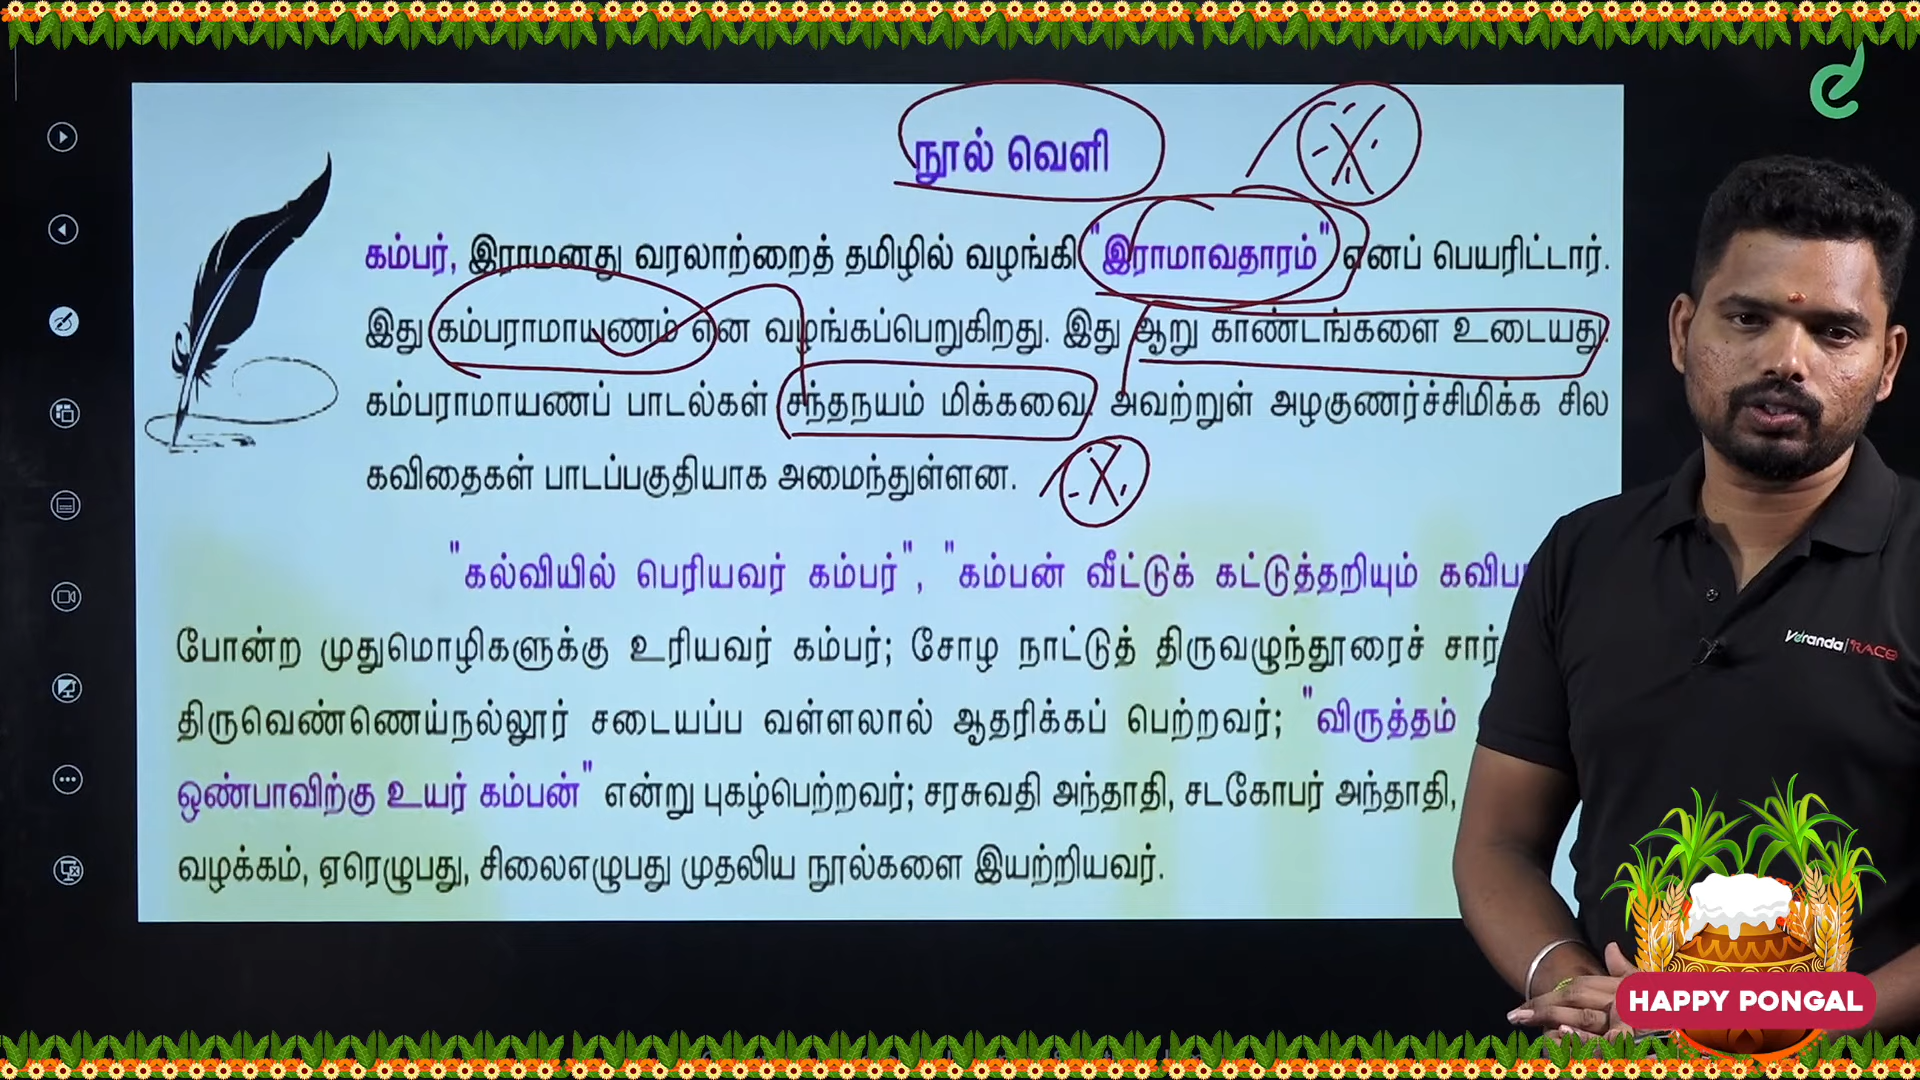 நூல் வெளி
கம்பர், இராமனது வரலாற்றைத் தமிழில் வழங்கி "இராமாவதாரம்" எனப் பெயரிட்டார்.
இது கம்பராமாயணம் என வழங்கப்பெறுகிறது. இது ஆறு காண்டங்களை உடையது.
கம்பராமாயணப் பாடல்கள் சந்தநயம் மிக்கவை. அவற்றுள் அழகுணர்ச்சிமிக்க சில
கவிதைகள் பாடப்பகுதியாக அமைந்துள்ளன.
"கல்வியில் பெரியவர் கம்பர்", "கம்பன் வீட்டுக் கட்டுத்தறியும்
போன்ற முதுமொழிகளுக்கு உரியவர் கம்பர்; சோழ நாட்டுத் திருவழுந்தூரைச்
திருவெண்ணெய்நல்லூர் சடையப்ப வள்ளலால் ஆதரிக்கப் பெற்றவர்; "விருத்தம்
ஒண்பாவிற்கு உயர் கம்பன்" என்று புகழ்பெற்றவர்; சரசுவதி அந்தாதி, சடகோபர் அந்தாதி,
வழக்கம், ஏரெழுபது, சிலைஎழுபது முதலிய நூல்களை இயற்றியவர்.
Veranda RACE
HAPPY PONGAL